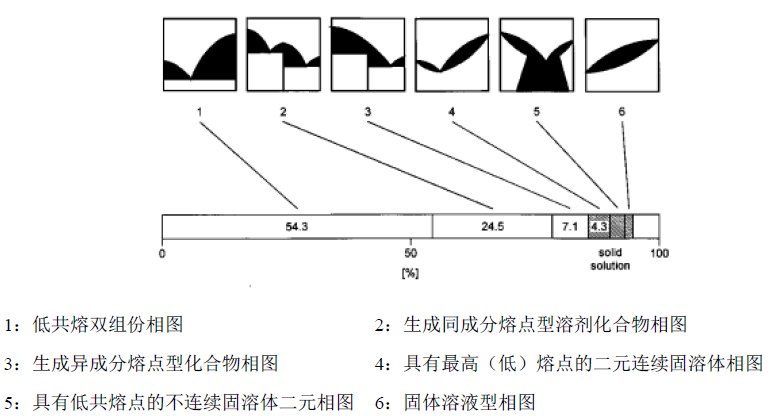 1 2 3 4 5 6
54.3 24.5 7.1 4.3
0 50 100
[%]
solid
solution
1：低共熔双组份相图 2：生成同成分熔点型溶剂化合物相图
3：生成异成分熔点型化合物相图 4：具有最高（低）熔点的二元连续固溶体相图
5：具有低共熔点的不连续固溶体二元相图 6：固体溶液型相图